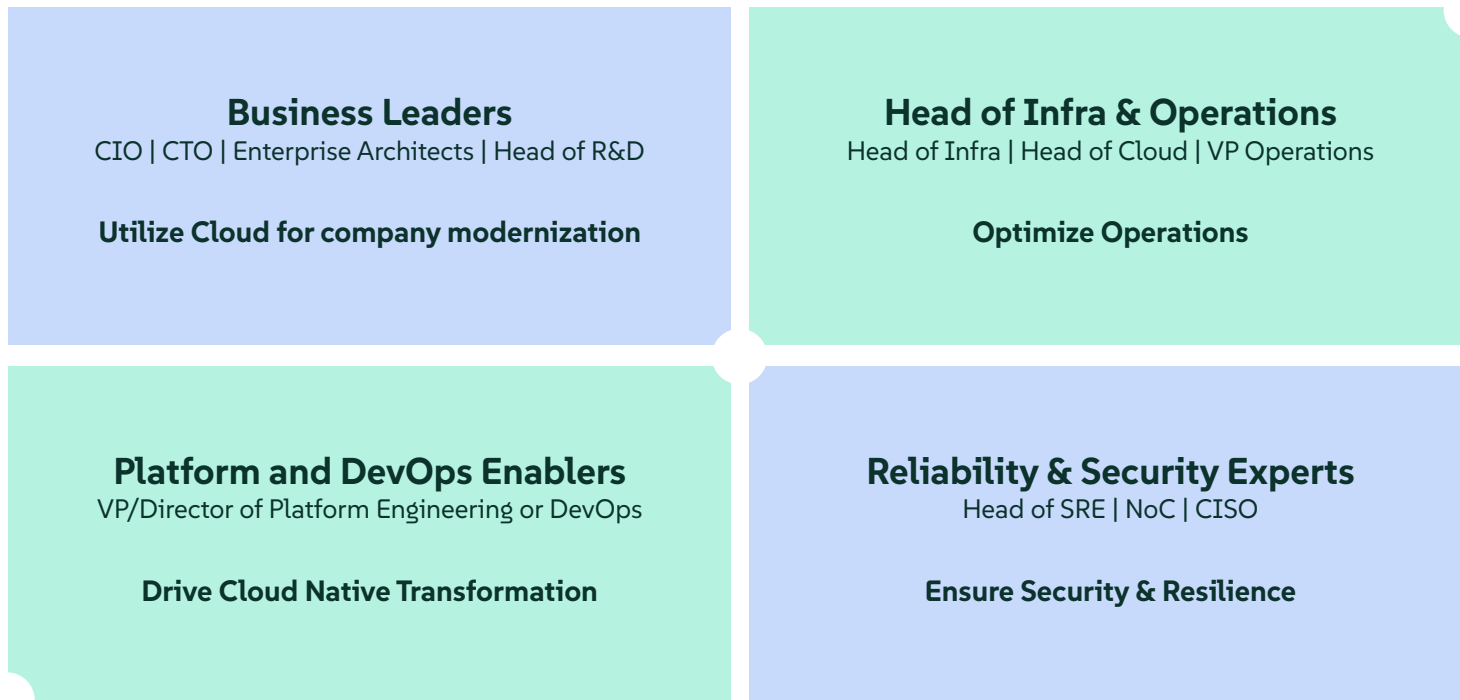 Business Leaders
CIO | CTO | Enterprise Architects | Head of R&D
Utilize Cloud for company modernization
Head of Infra & Operations
Head of Infra | Head of Cloud | VP Operations
Optimize Operations
Platform and DevOps Enablers
VP/Director of Platform Engineering or DevOps
Drive Cloud Native Transformation
Reliability & Security Experts
Head of SRE | NoC | CISO
Ensure Security & Resilience